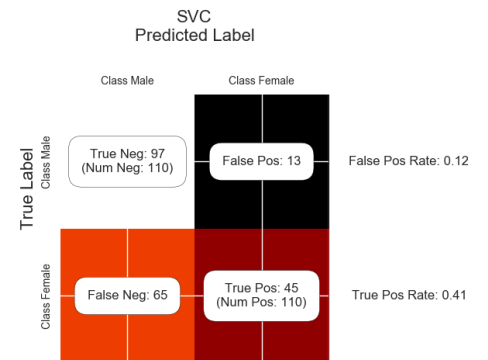 SVC
Predicted Label
Class Male
Class Female
True Label
Class Male
True Neg: 97
(Num Neg: 110)
False Pos: 13
False Pos Rate: 0.12
Class Female
False Neg: 65
True Pos: 45
(Num Pos: 110)
True Pos Rate: 0.41